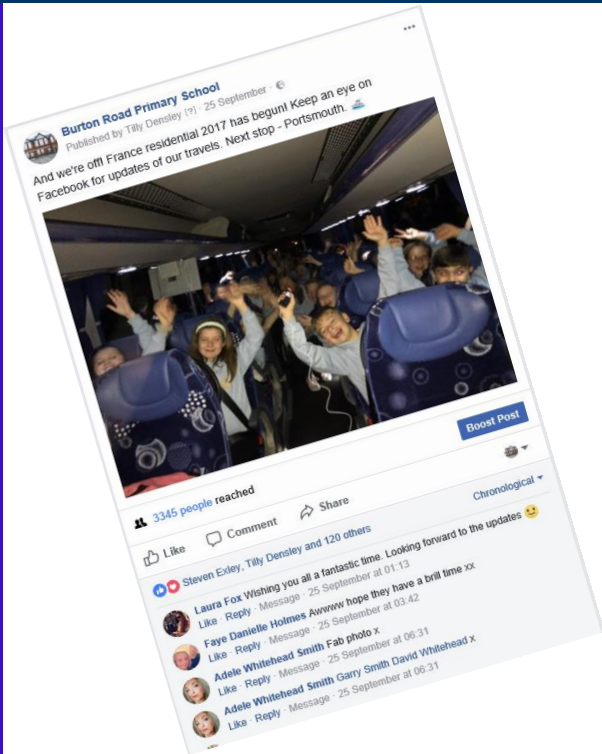 Burton Road Primary School
Published by Tilly Densley [?] · 25 September ·
And we're off! France residential 2017 has begun! Keep an eye on
Facebook for updates of our travels. Next stop - Portsmouth. 🚢
Boost Post
3345 people reached
Like Comment Share
Steven Exley, Tilly Densley and 120 others
Chronological
Laura Fox Wishing you all a fantastic time. Looking forward to the updates 🙂
Like · Reply · Message · 25 September at 01:13
Faye Danielle Holmes Awwww hope they have a brill time xx
Like · Reply · Message · 25 September at 03:42
Adele Whitehead Smith Fab photo x
Like · Reply · Message · 25 September at 06:31
Adele Whitehead Smith Garry Smith David Whitehead x
Like · Reply · Message · 25 September at 06:31